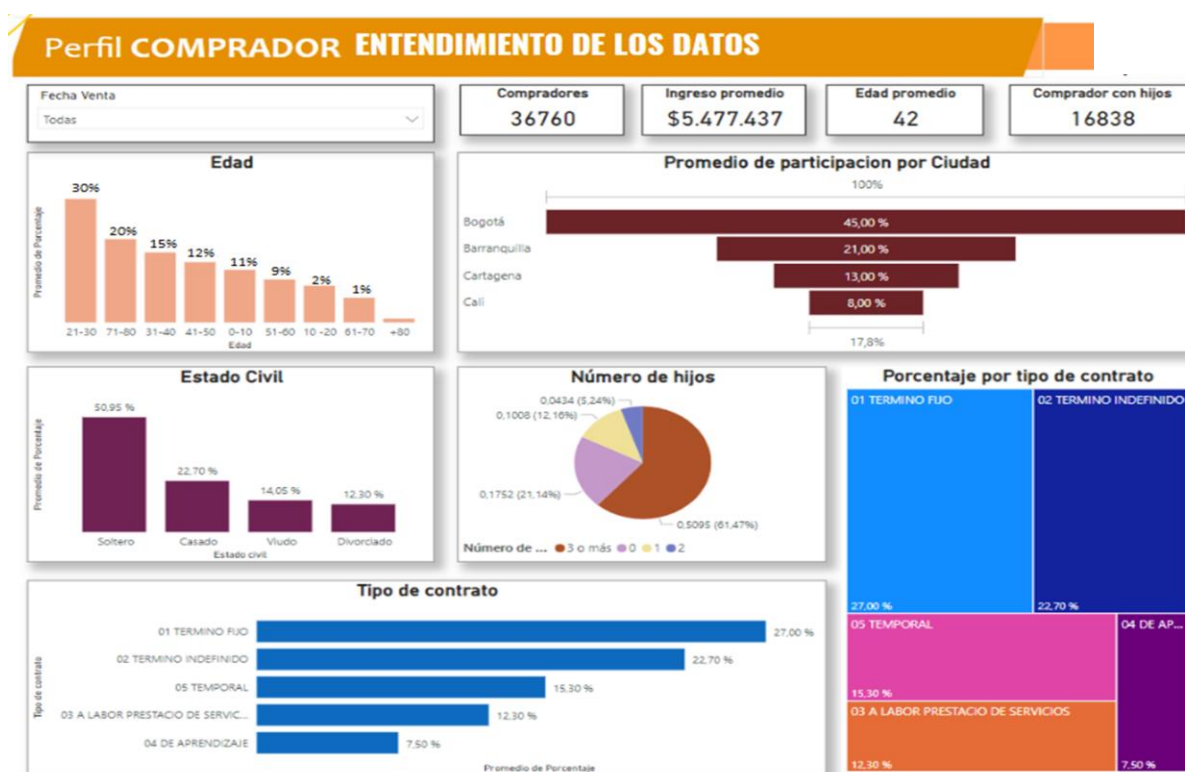 Perfil COMPRADOR ENTENDIMIENTO DE LOS DATOS
Fecha Venta
Todas
Compradores
36760
Ingreso promedio
$5.477.437
Edad promedio
42
Comprador con hijos
16838
Edad
Promedio de Porcentaje
30%
20%
15%
12%
11%
9%
2%
1%
21-30 71-80 31-40 41-50 0-10 51-60 10 -20 61-70 +80
Edad
Promedio de participacion por Ciudad
100%
Bogotá 45,00 %
Barranquilla 21,00 %
Cartagena 13,00 %
Cali 8,00 %
17,8%
Estado Civil
Promedio de Porcentaje
50,95 %
22,70 %
14,05 %
12,30 %
Soltero Casado Viudo Divorciado
Estado civil
Número de hijos
0,0434 (5,24%)
0,1008 (12,16%)
0,1752 (21,14%)
0,5095 (61,47%)
Número de ... 3 o más 0 1 2
Porcentaje por tipo de contrato
01 TERMINO FIJO
27,00 %
02 TERMINO INDEFINIDO
22,70 %
05 TEMPORAL
15,30 %
04 DE AP...
7,50 %
03 A LABOR PRESTACIO DE SERVICIOS
12,30 %
Tipo de contrato
Tipo de contrato
01 TERMINO FIJO 27,00 %
02 TERMINO INDEFINIDO 22,70 %
05 TEMPORAL 15,30 %
03 A LABOR PRESTACIO DE SERVIC... 12,30 %
04 DE APRENDIZAJE 7,50 %
Promedio de Porcentaje